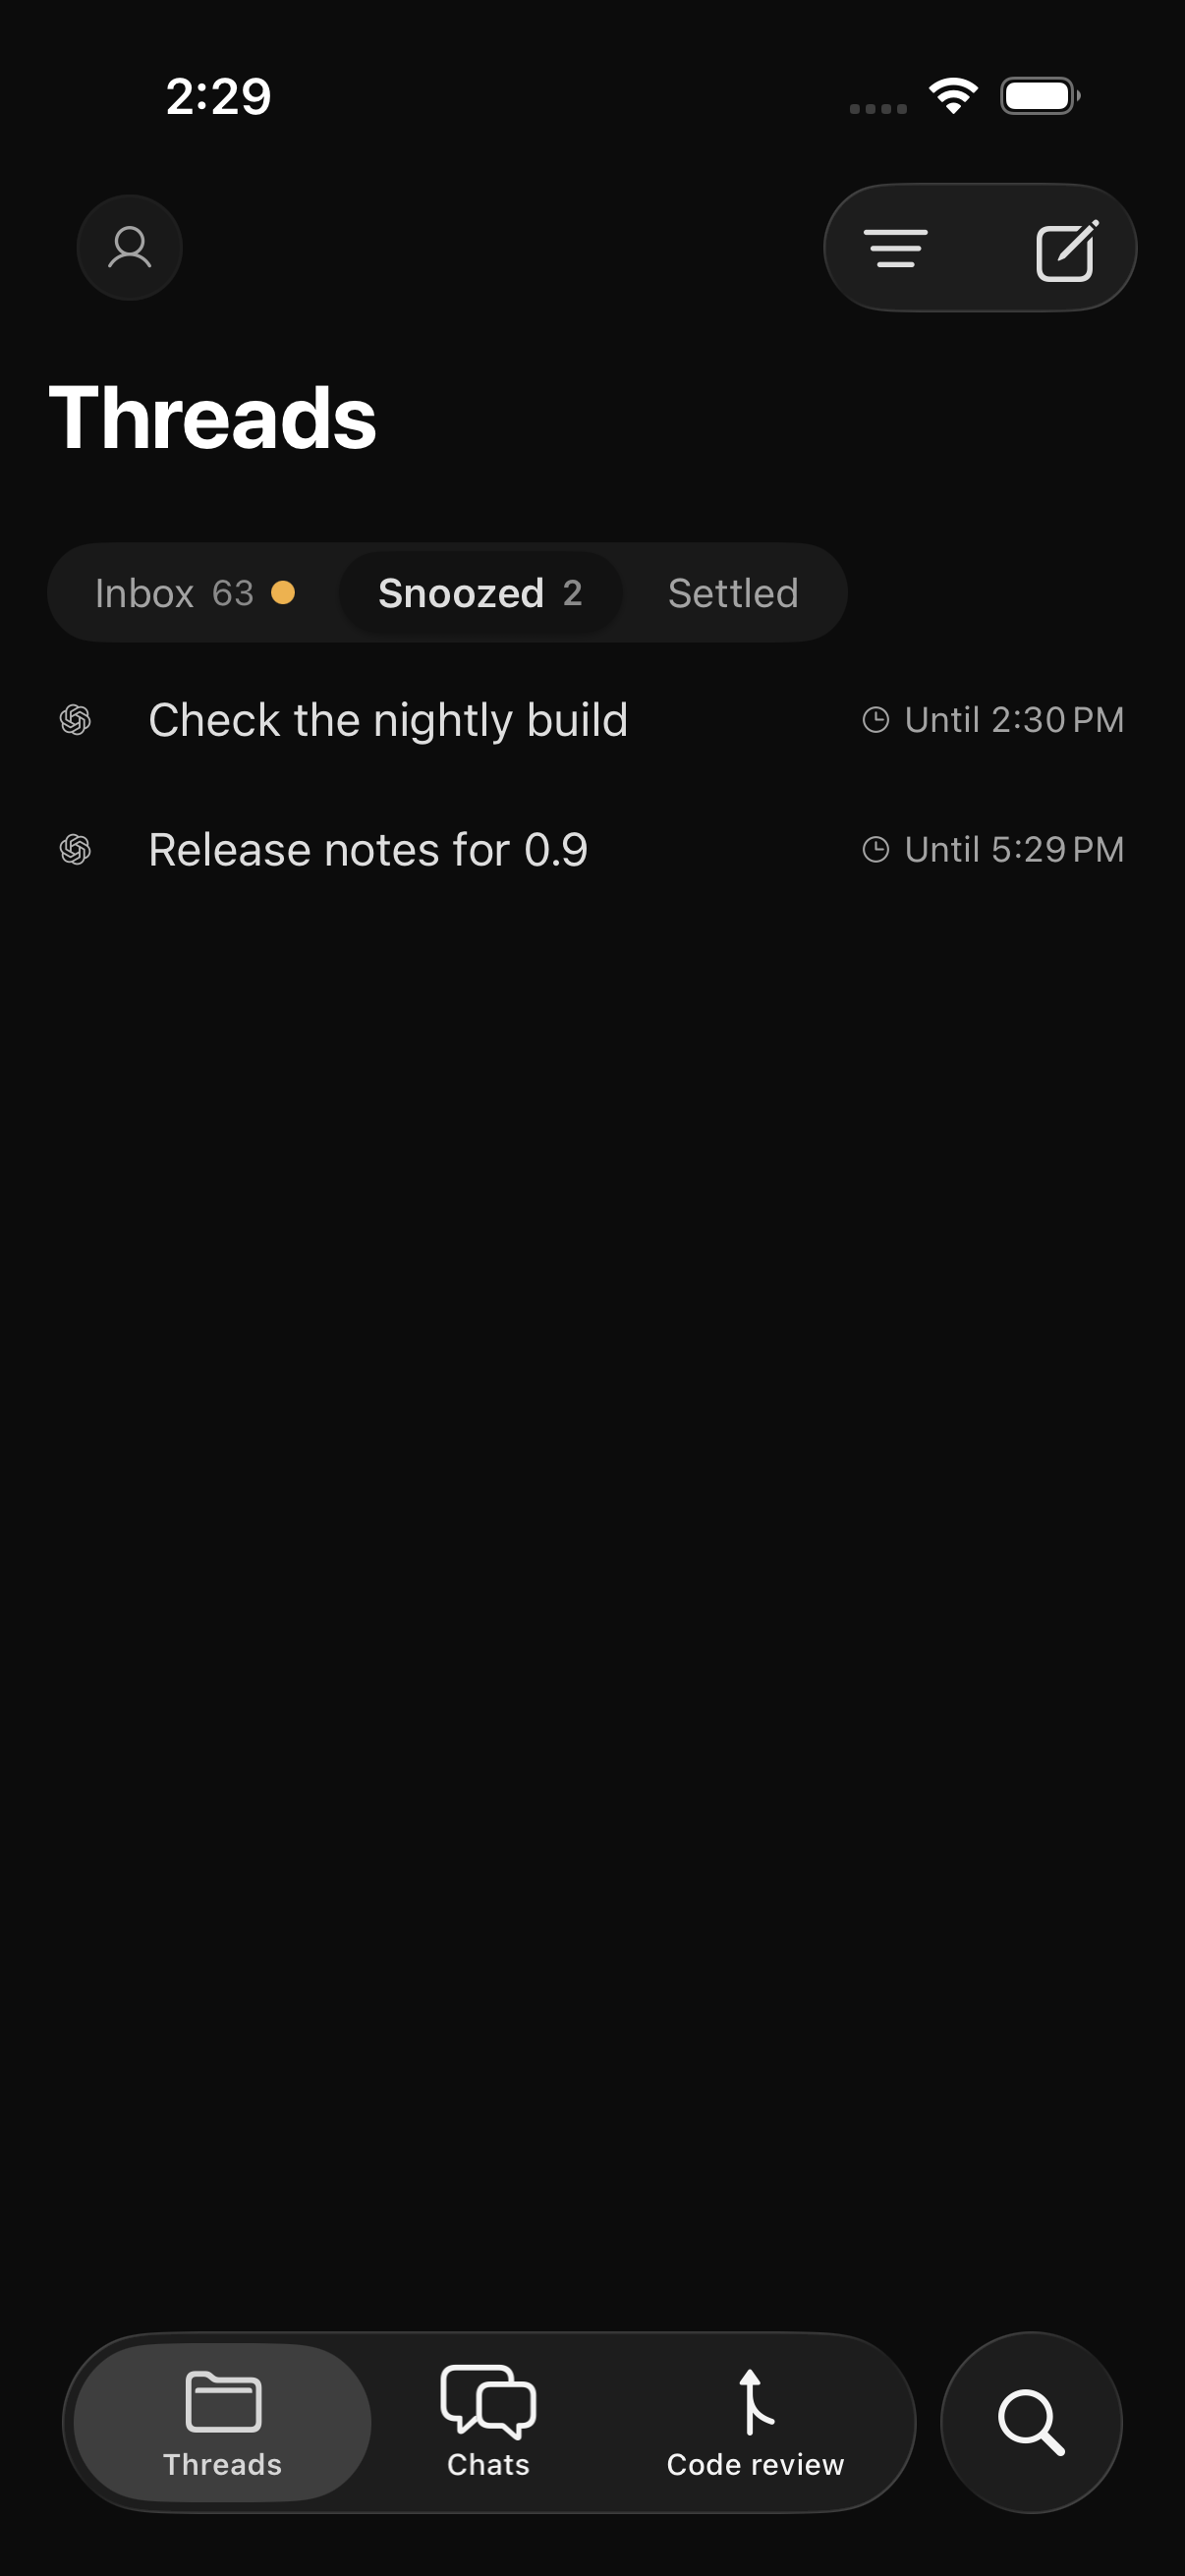 2:29
Threads
Inbox 63 Snoozed 2 Settled
Check the nightly build Until 2:30 PM
Release notes for 0.9 Until 5:29 PM
Threads Chats Code review